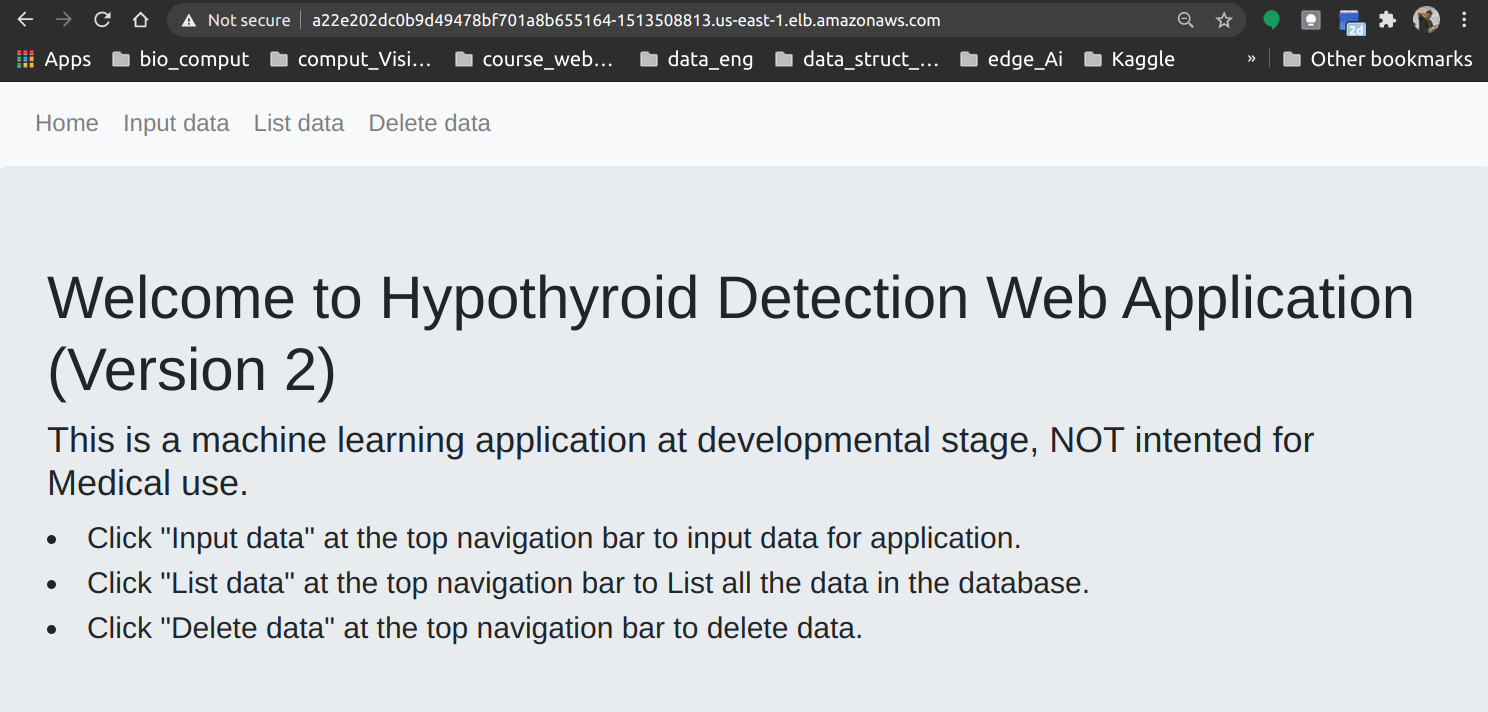 Not secure a22e202dc0b9d49478bf701a8b655164-1513508813.us-east-1.elb.amazonaws.com
2d
Apps bio_comput comput_Visi... course_web... data_eng data_struct_... edge_Ai Kaggle » Other bookmarks
Home Input data List data Delete data
Welcome to Hypothyroid Detection Web Application
(Version 2)
This is a machine learning application at developmental stage, NOT intented for
Medical use.
• Click "Input data" at the top navigation bar to input data for application.
• Click "List data" at the top navigation bar to List all the data in the database.
• Click "Delete data" at the top navigation bar to delete data.